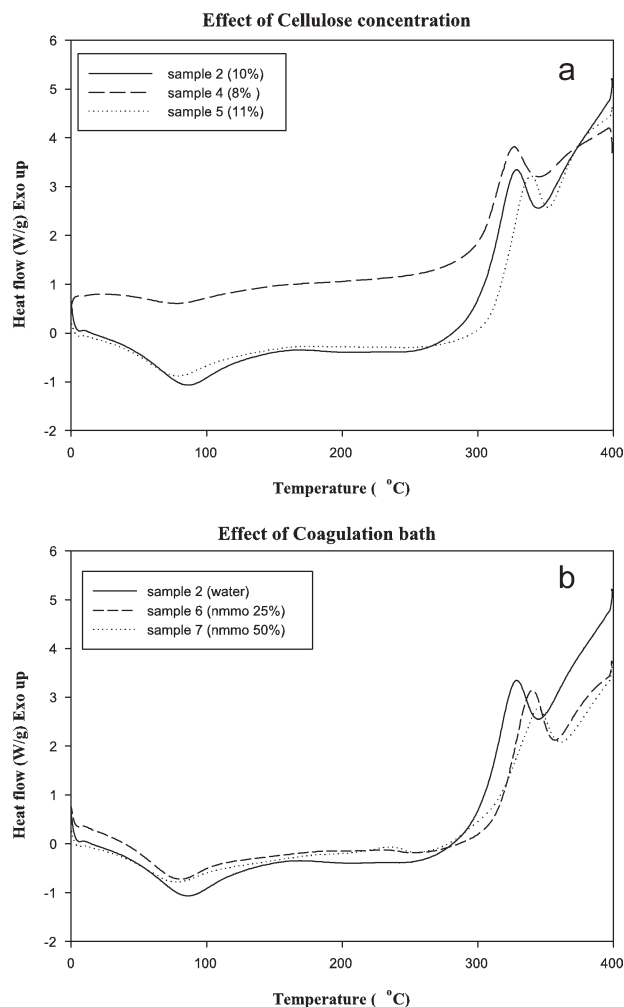 Effect of Cellulose concentration
6
5
4
3
2
1
0
-1
-2
Heat flow (W/g) Exo up
sample 2 (10%)
sample 4 (8% )
sample 5 (11%)
a
0
100
200
300
400
Temperature ( °C)
Effect of Coagulation bath
6
5
4
3
2
1
0
-1
-2
Heat flow (W/g) Exo up
sample 2 (water)
sample 6 (nmmo 25%)
sample 7 (nmmo 50%)
b
0
100
200
300
400
Temperature ( °C)